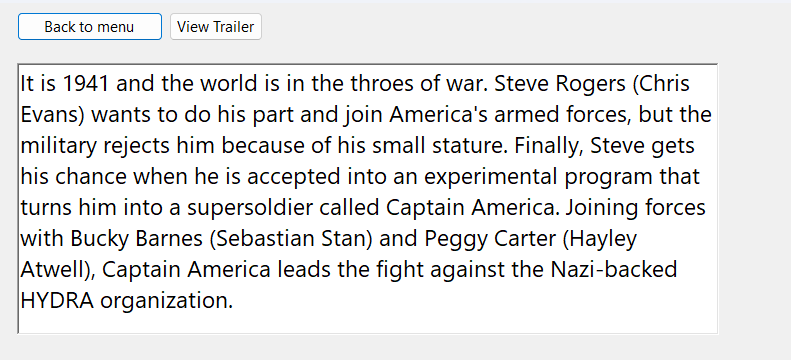 Back to menu View Trailer
It is 1941 and the world is in the throes of war. Steve Rogers (Chris
Evans) wants to do his part and join America's armed forces, but the
military rejects him because of his small stature. Finally, Steve gets
his chance when he is accepted into an experimental program that
turns him into a supersoldier called Captain America. Joining forces
with Bucky Barnes (Sebastian Stan) and Peggy Carter (Hayley
Atwell), Captain America leads the fight against the Nazi-backed
HYDRA organization.